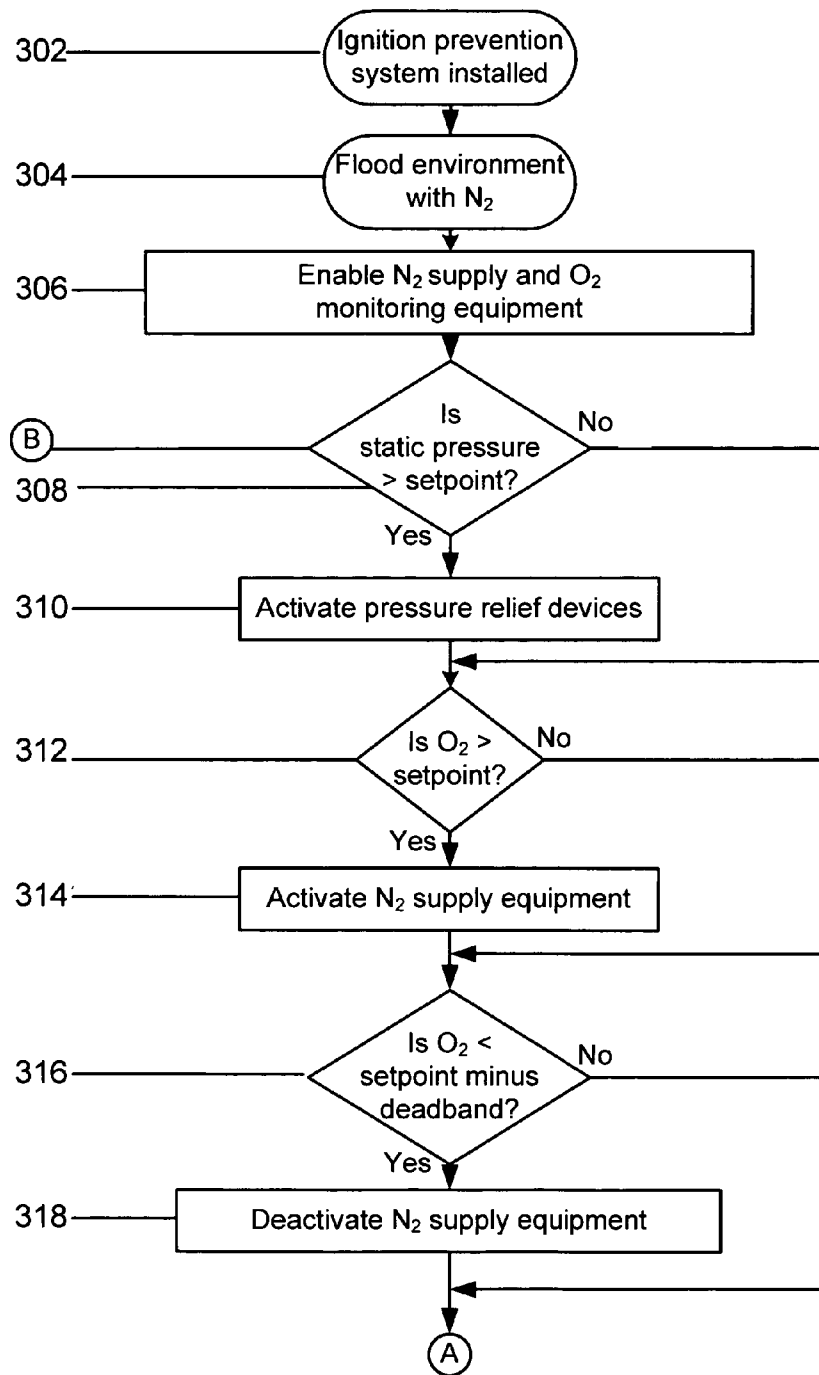 302
Ignition prevention
system installed
304
Flood environment
with N₂
306
Enable N₂ supply and O₂
monitoring equipment
B
Is
static pressure
> setpoint?
No
308
Yes
310
Activate pressure relief devices
312
Is O₂ >
setpoint?
No
Yes
314
Activate N₂ supply equipment
316
Is O₂ <
setpoint minus
deadband?
No
Yes
318
Deactivate N₂ supply equipment
A